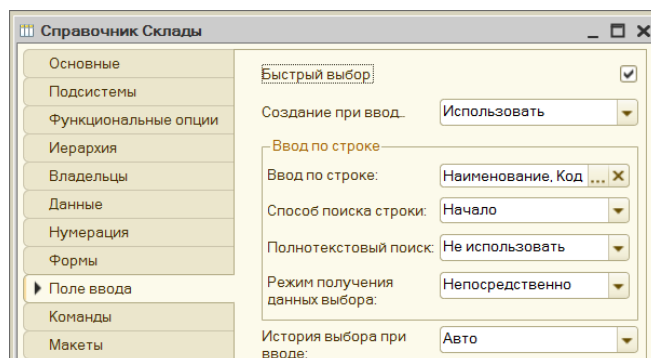 Справочник Склады
Основные
Подсистемы
Функциональные опции
Иерархия
Владельцы
Данные
Нумерация
Формы
Поле ввода
Команды
Макеты
Быстрый выбор
Создание при ввод.. Использовать
Ввод по строке
Ввод по строке: Наименование, Код ...
Способ поиска строки: Начало
Полнотекстовый поиск: Не использовать
Режим получения
данных выбора: Непосредственно
История выбора при
вводе: Авто